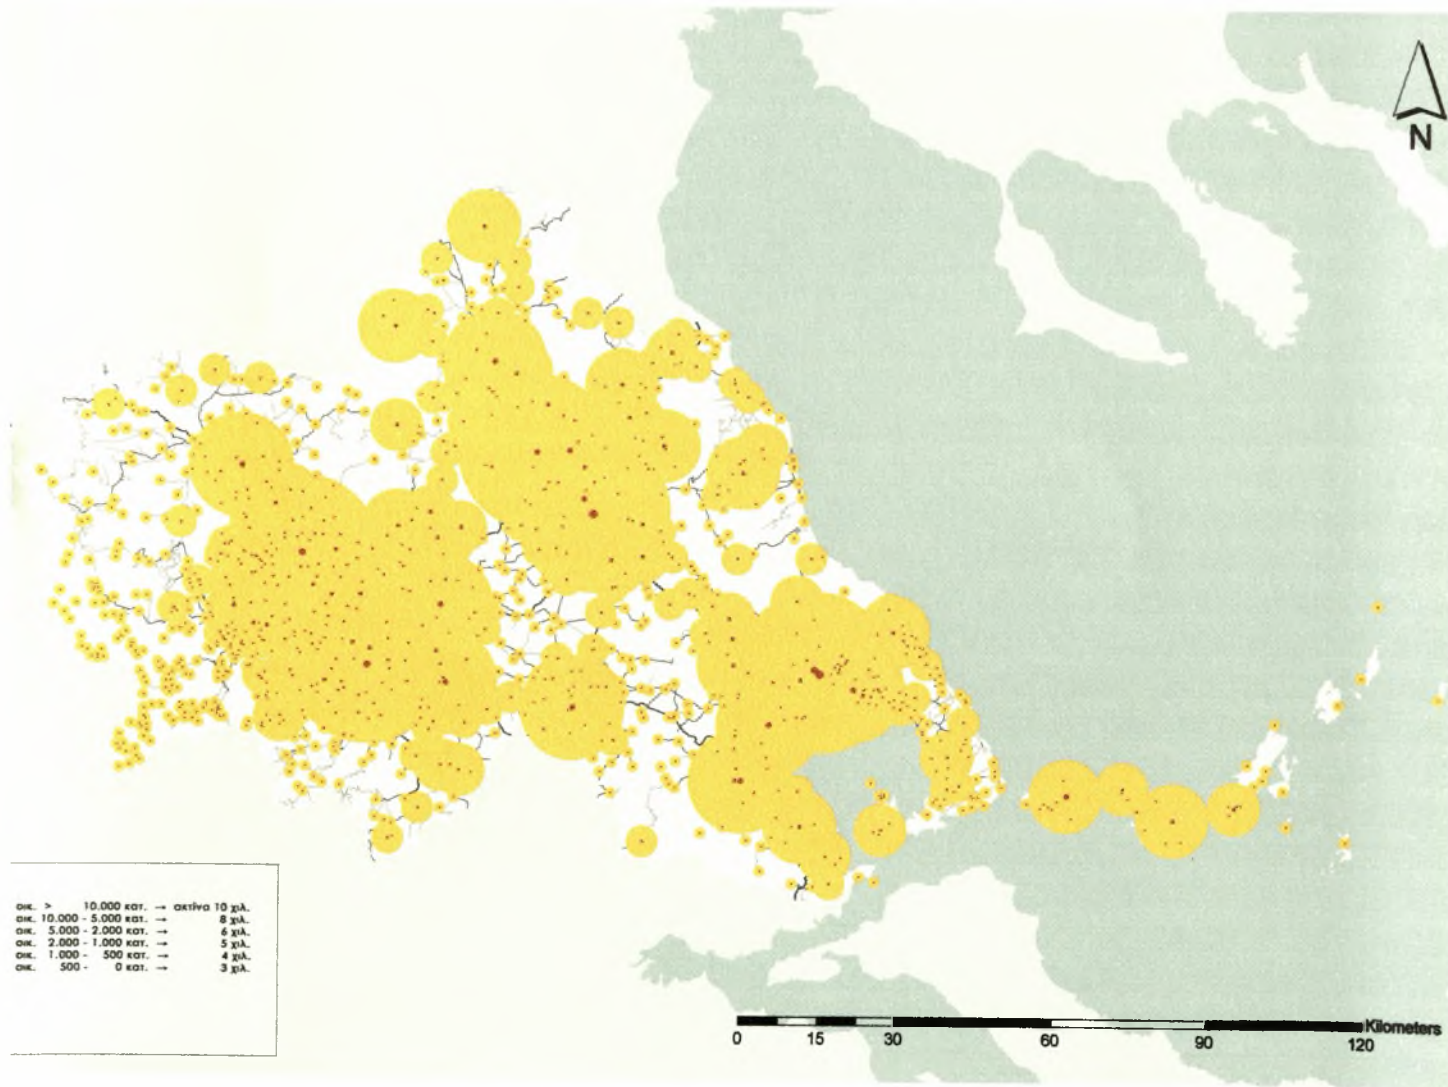 N
οικ. > 10.000 κατ. → ακτίνα 10 χιλ.
οικ. 10.000 - 5.000 κατ. → 8 χιλ.
οικ. 5.000 - 2.000 κατ. → 6 χιλ.
οικ. 2.000 - 1.000 κατ. → 5 χιλ.
οικ. 1.000 - 500 κατ. → 4 χιλ.
οικ. 500 - 0 κατ. → 3 χιλ.
Kilometers
0 15 30 60 90 120